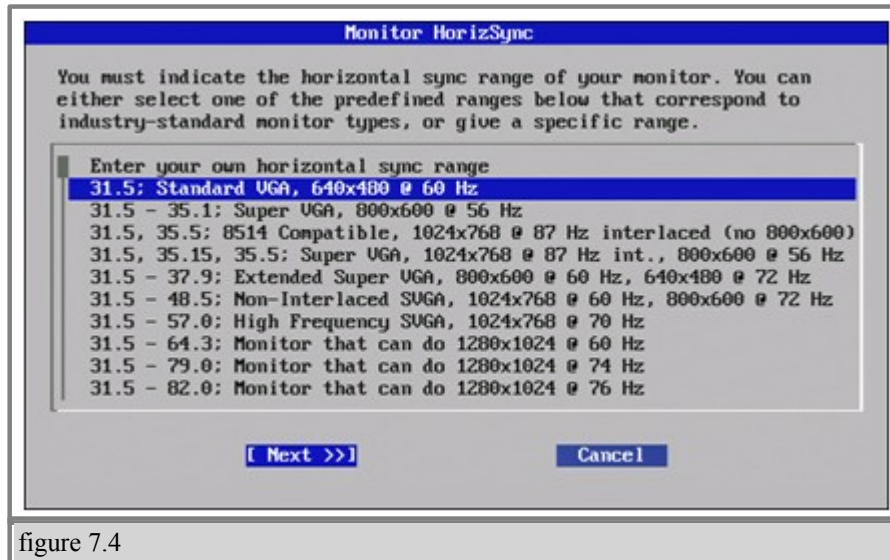 Monitor HorizSync
You must indicate the horizontal sync range of your monitor. You can
either select one of the predefined ranges below that correspond to
industry-standard monitor types, or give a specific range.
Enter your own horizontal sync range
31.5; Standard VGA, 640x480 @ 60 Hz
31.5 - 35.1; Super VGA, 800x600 @ 56 Hz
31.5, 35.5; 8514 Compatible, 1024x768 @ 87 Hz interlaced (no 800x600)
31.5, 35.15, 35.5; Super VGA, 1024x768 @ 87 Hz int., 800x600 @ 56 Hz
31.5 - 37.9; Extended Super VGA, 800x600 @ 60 Hz, 640x480 @ 72 Hz
31.5 - 48.5; Non-Interlaced SVGA, 1024x768 @ 60 Hz, 800x600 @ 72 Hz
31.5 - 57.0; High Frequency SVGA, 1024x768 @ 70 Hz
31.5 - 64.3; Monitor that can do 1280x1024 @ 60 Hz
31.5 - 79.0; Monitor that can do 1280x1024 @ 74 Hz
31.5 - 82.0; Monitor that can do 1280x1024 @ 76 Hz
[ Next >>] Cancel
figure 7.4